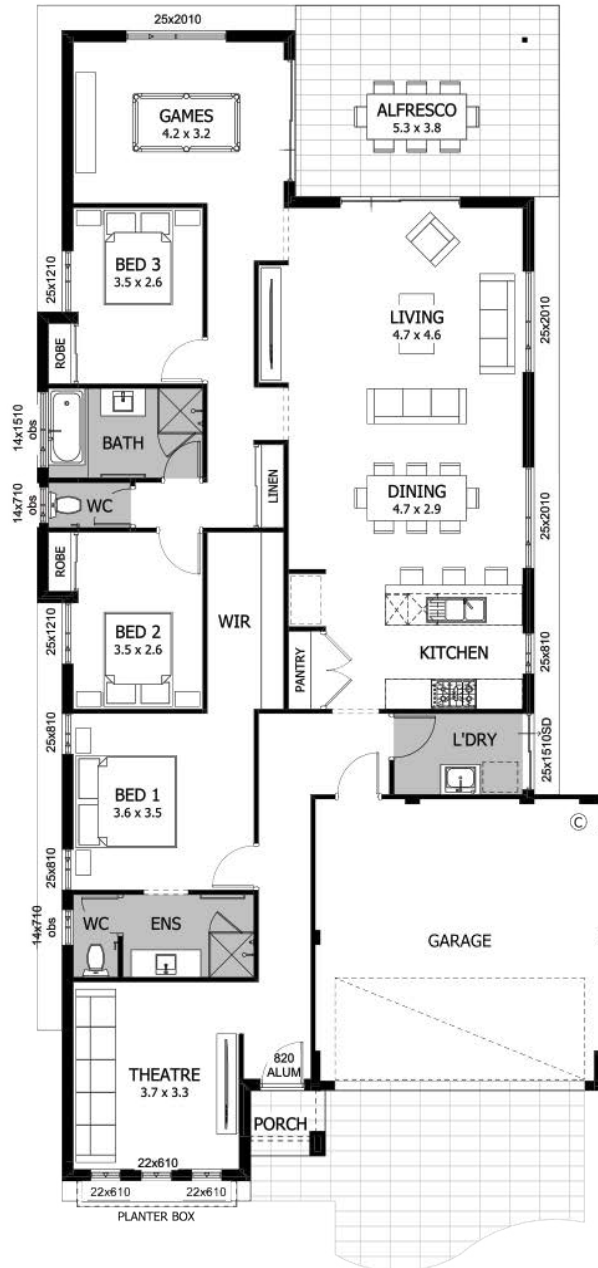 25x2010
GAMES
4.2 x 3.2
ALFRESCO
5.3 x 3.8
25x1210
BED 3
3.5 x 2.6
LIVING
4.7 x 4.6
25x2010
ROBE
14x1510
obs
BATH
LINEN
DINING
4.7 x 2.9
25x2010
14x710
obs
WC
ROBE
WIR
25x1210
BED 2
3.5 x 2.6
PANTRY
KITCHEN
25x810
25x810
BED 1
3.6 x 3.5
L'DRY
25x1510SD
C
25x810
14x710
obs
WC
ENS
GARAGE
THEATRE
3.7 x 3.3
820
ALUM
PORCH
22x610
22x610
22x610
PLANTER BOX